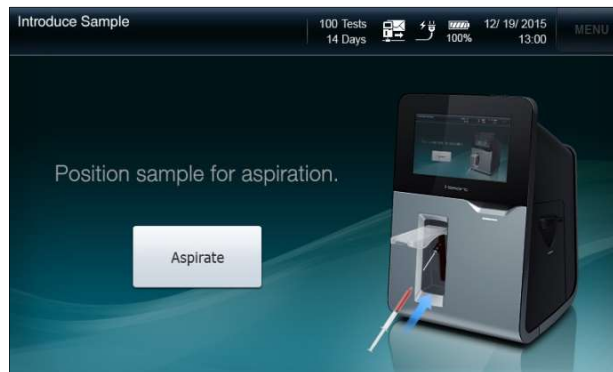 Introduce Sample
100 Tests
14 Days
100%
12/ 19/ 2015
13:00
MENU
Position sample for aspiration.
Aspirate